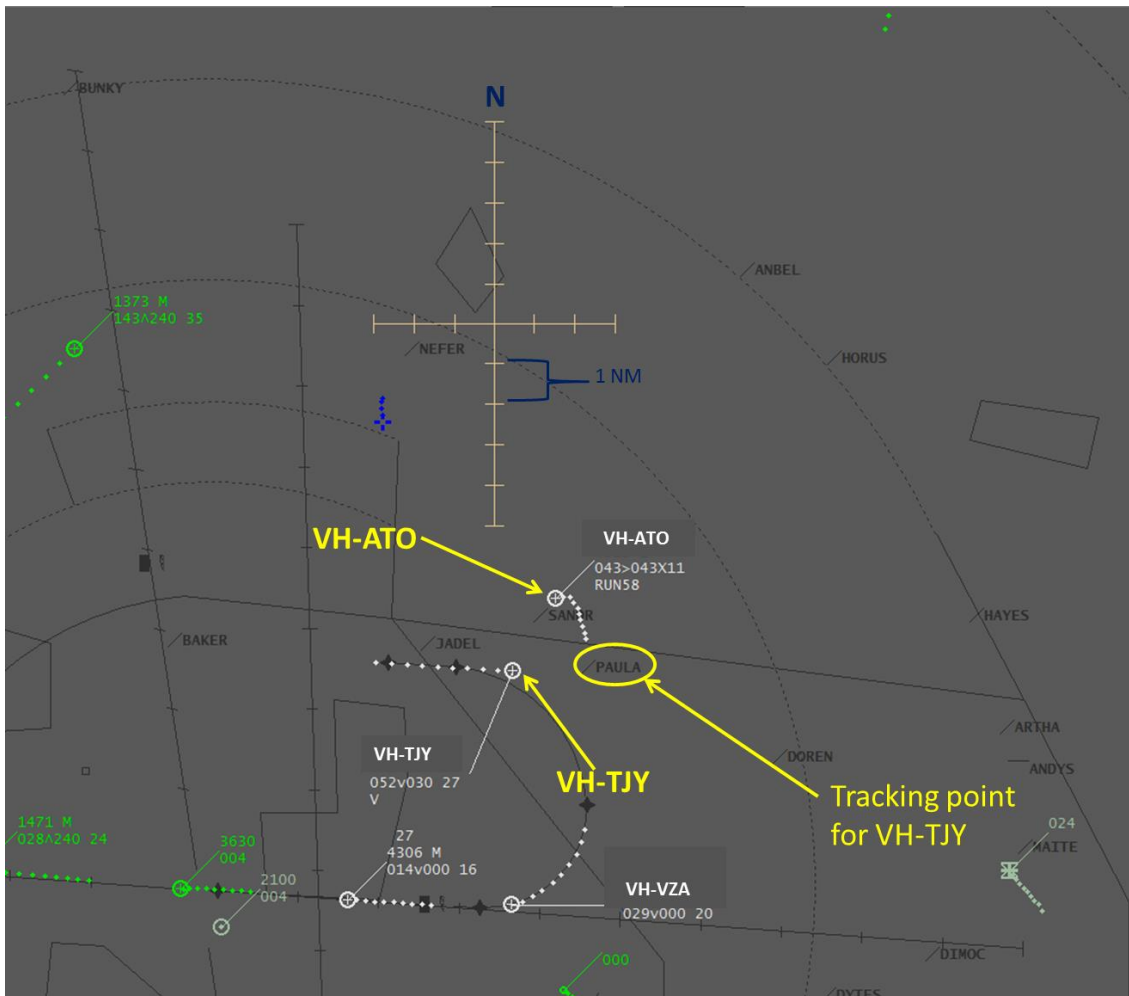 BUNKY
N
ANBEL
1373 M
143^240 35
NEFER
HORUS
1 NM
VH-ATO
VH-ATO
043>043X11
RUN58
HAYES
BAKER
JADEL
PAULA
ARTHA
VH-TJY
DOREN
ANDYS
052v030 27
V
VH-TJY
Tracking point
for VH-TJY
1471 M
028^240 24
3630
004
27
4306 M
014v000 16
024
MAITE
2100
004
VH-VZA
029v000 20
DIMOC
000
DYTES